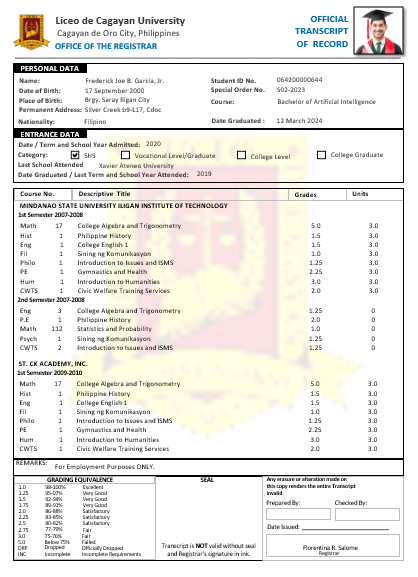 Liceo de Cagayan University
Cagayan de Oro City, Philippines
OFFICE OF THE REGISTRAR
OFFICIAL
TRANSCRIPT
OF RECORD
PERSONAL DATA
Name: Frederick Joe B. Garcia, Jr.
Date of Birth: 17 September 2000
Place of Birth: Brgy. Saray Iligan City
Permanent Address: Silver Creek b9-L17, Cdoc
Nationality: Filipino
Student ID No. 064200000644
Special Order No. S02-2023
Course: Bachelor of Artificial Intelligence
Date Graduated : 12 March 2024
ENTRANCE DATA
Date / Term and School Year Admitted: 2020
Category: SHS Vocational Level/Graduate College Level College Graduate
Last School Attended Xavier Ateneo University
Date Graduated / Last Term and School Year Attended: 2019
Course No. Descriptive Title Grades Units
MINDANAO STATE UNIVERSITY ILIGAN INSTITUTE OF TECHNOLOGY
1st Semester 2007-2008
Math 17 College Algebra and Trigonometry 5.0 3.0
Hist 1 Philippine History 1.5 3.0
Eng 1 College English 1 1.5 3.0
Fil 1 Sining ng Komunikasyon 1.0 3.0
Philo 1 Introduction to Issues and ISMS 1.25 3.0
PE 1 Gymnastics and Health 2.25 3.0
Hum 1 Introduction to Humanities 3.0 3.0
CWTS 1 Civic Welfare Training Services 2.0 3.0
2nd Semester 2007-2008
Eng 3 College Algebra and Trigonometry 1.25 0
P.E 1 Philippine History 2.0 0
Math 112 Statistics and Probability 1.0 0
Psych 1 Sining ng Komunikasyon 1.25 0
CWTS 2 Introduction to Issues and ISMS 1.25 0
ST. CK ACADEMY, INC.
1st Semester 2009-2010
Math 17 College Algebra and Trigonometry 5.0 3.0
Hist 1 Philippine History 1.5 3.0
Eng 1 College English 1 1.5 3.0
Fil 1 Sining ng Komunikasyon 1.0 3.0
Philo 1 Introduction to Issues and ISMS 1.25 3.0
PE 1 Gymnastics and Health 2.25 3.0
Hum 1 Introduction to Humanities 3.0 3.0
CWTS 1 Civic Welfare Training Services 2.0 3.0
REMARKS: For Employment Purposes ONLY.
GRADING EQUIVALENCE
1.0 98-100% Excellent
1.25 95-97% Very Good
1.5 92-94% Very Good
1.75 89-91% Very Good
2.0 86-88% Satisfactory
2.25 83-85% Satisfactory
2.5 80-82% Satisfactory
2.75 77-79% Fair
3.0 75-76% Fair
5.0 Below 75% Failed
DRP Dropped Officially Dropped
INC Incomplete Incomplete Requirements
SEAL
Transcript is NOT valid without seal
and Registrar's signature in ink.
Any erasure or alteration made on
this copy renders the entire Transcript
invalid
Prepared By: Checked By:
Date Issued:
Florentina R. Salome
Registrar